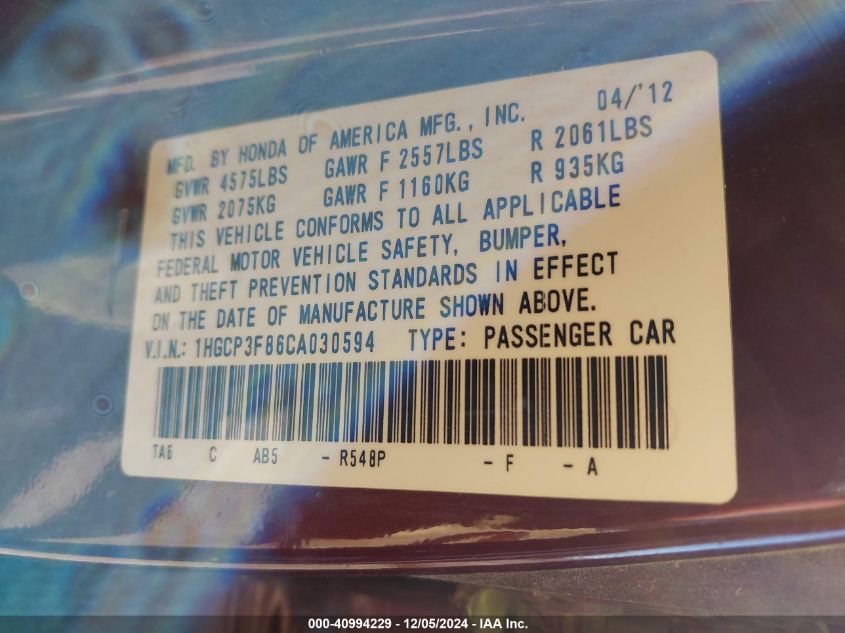 MFD. BY HONDA OF AMERICA MFG., INC. 04/'12
GVWR 4575LBS GAWR F 2557LBS R 2061LBS
GVWR 2075KG GAWR F 1160KG R 935KG
THIS VEHICLE CONFORMS TO ALL APPLICABLE
FEDERAL MOTOR VEHICLE SAFETY, BUMPER,
AND THEFT PREVENTION STANDARDS IN EFFECT
ON THE DATE OF MANUFACTURE SHOWN ABOVE.
V.I.N.: 1HGCP3F86CA030594 TYPE: PASSENGER CAR
TA6 C AB5 - R548P - F - A
000-40994229 - 12/05/2024 - IAA Inc.